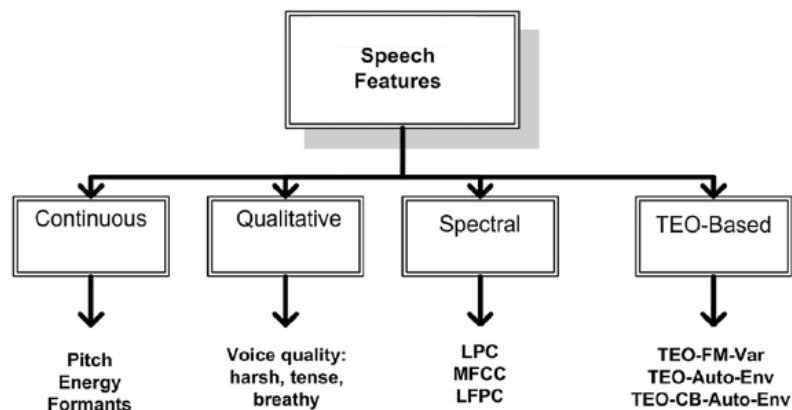 Speech
Features
Continuous
Qualitative
Spectral
TEO-Based
Pitch
Energy
Formants
Voice quality:
harsh, tense,
breathy
LPC
MFCC
LFPC
TEO-FM-Var
TEO-Auto-Env
TEO-CB-Auto-Env